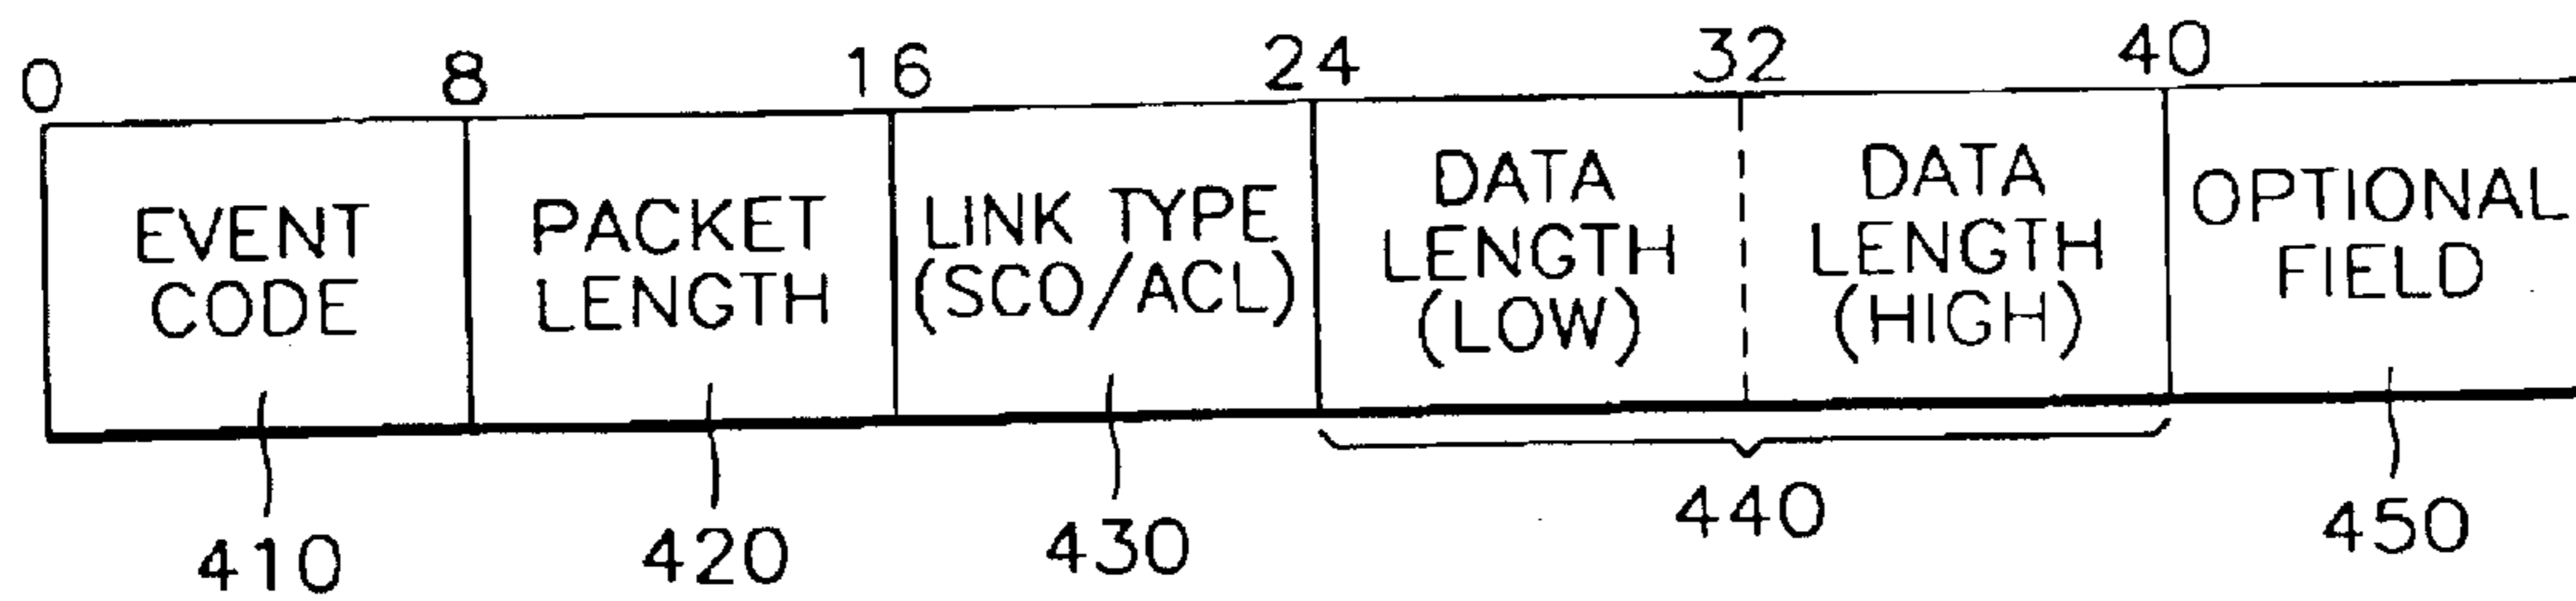 0 8 16 24 32 40
EVENT
CODE
PACKET
LENGTH
LINK TYPE
(SCO/ACL)
DATA
LENGTH
(LOW)
DATA
LENGTH
(HIGH)
OPTIONAL
FIELD
410 420 430 440 450